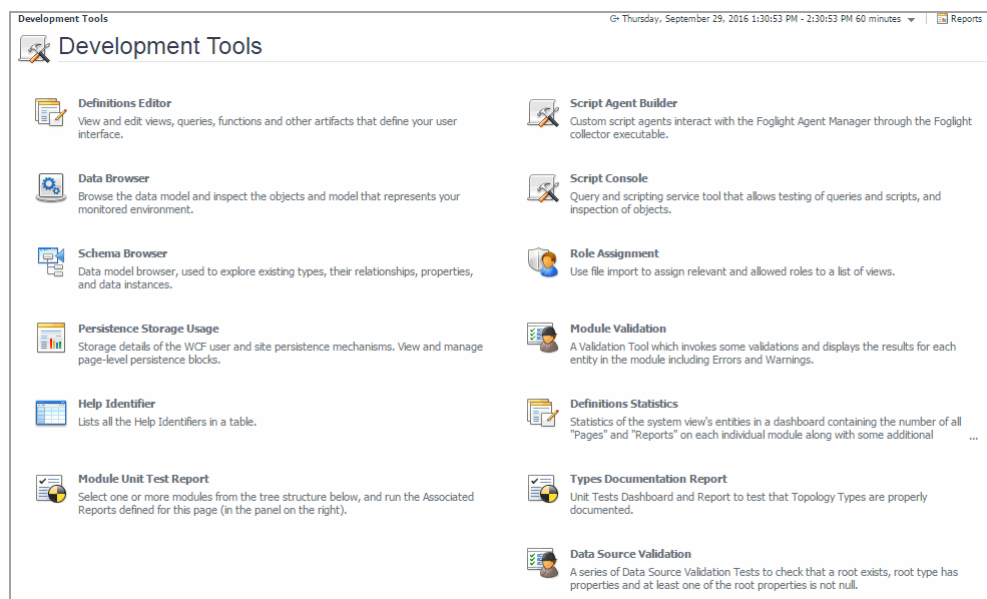 Development Tools
Thursday, September 29, 2016 1:30:53 PM - 2:30:53 PM 60 minutes
Reports
Development Tools
Definitions Editor
View and edit views, queries, functions and other artifacts that define your user
interface.
Data Browser
Browse the data model and inspect the objects and model that represents your
monitored environment.
Schema Browser
Data model browser, used to explore existing types, their relationships, properties,
and data instances.
Persistence Storage Usage
Storage details of the WCF user and site persistence mechanisms. View and manage
page-level persistence blocks.
Help Identifier
Lists all the Help Identifiers in a table.
Module Unit Test Report
Select one or more modules from the tree structure below, and run the Associated
Reports defined for this page (in the panel on the right).
Script Agent Builder
Custom script agents interact with the Foglight Agent Manager through the Foglight
collector executable.
Script Console
Query and scripting service tool that allows testing of queries and scripts, and
inspection of objects.
Role Assignment
Use file import to assign relevant and allowed roles to a list of views.
Module Validation
A Validation Tool which invokes some validations and displays the results for each
entity in the module including Errors and Warnings.
Definitions Statistics
Statistics of the system view's entities in a dashboard containing the number of all
"Pages" and "Reports" on each individual module along with some additional ...
Types Documentation Report
Unit Tests Dashboard and Report to test that Topology Types are properly
documented.
Data Source Validation
A series of Data Source Validation Tests to check that a root exists, root type has
properties and at least one of the root properties is not null.